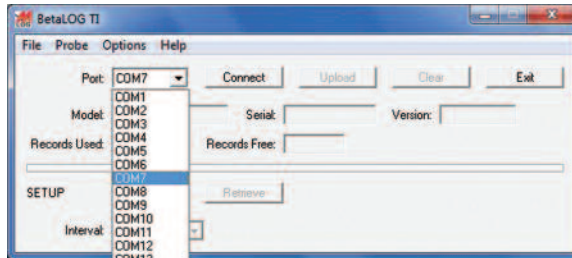 BetaLOG TI
File Probe Options Help
Port: COM7 Connect Upload Clear Exit
COM1
Model: COM2 Serial: Version:
COM3
Records Used: COM4 Records Free:
COM5
COM6
COM7
SETUP COM8 Retrieve
COM9
COM10
Interval: COM11
COM12